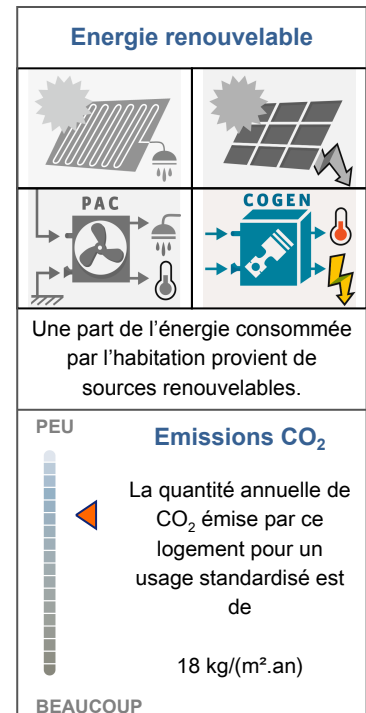 Energie renouvelable
PAC
COGEN
Une part de l’énergie consommée
par l’habitation provient de
sources renouvelables.
PEU
Emissions CO₂
La quantité annuelle de
CO₂ émise par ce
logement pour un
usage standardisé est
de
18 kg/(m².an)
BEAUCOUP